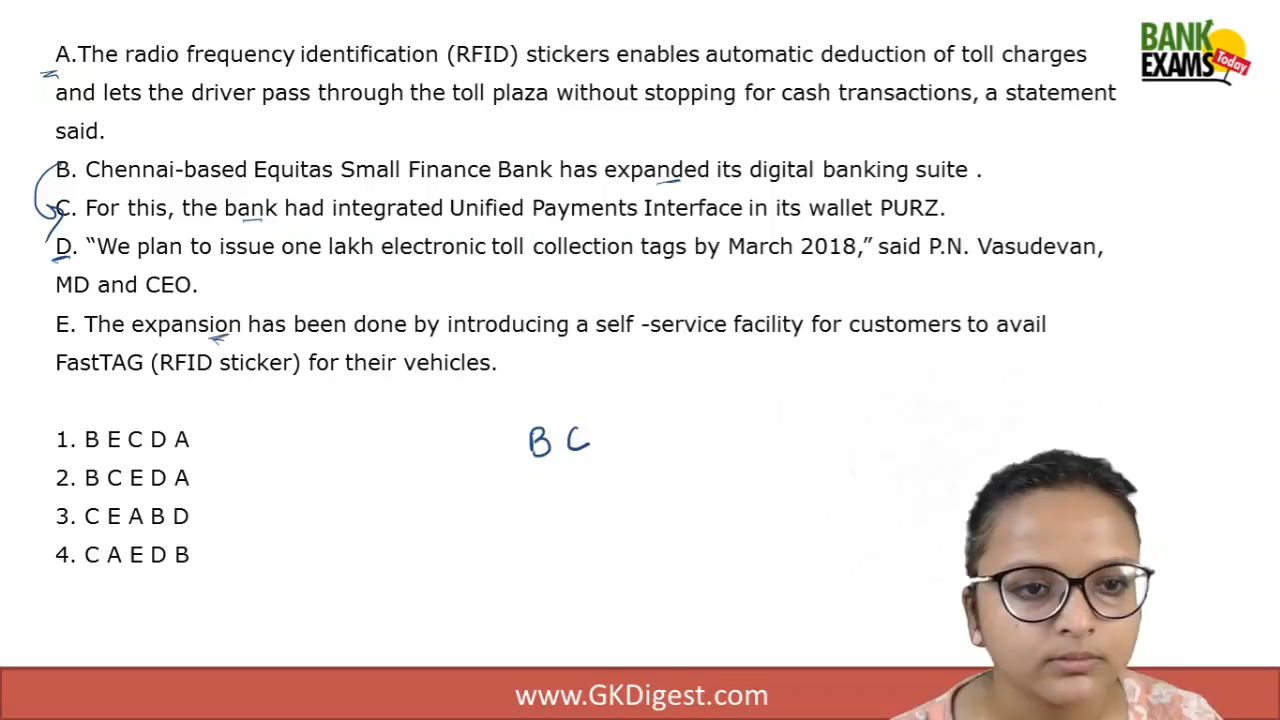 A.The radio frequency identification (RFID) stickers enables automatic deduction of toll charges
and lets the driver pass through the toll plaza without stopping for cash transactions, a statement
said.
B. Chennai-based Equitas Small Finance Bank has expanded its digital banking suite .
C. For this, the bank had integrated Unified Payments Interface in its wallet PURZ.
D. “We plan to issue one lakh electronic toll collection tags by March 2018,” said P.N. Vasudevan,
MD and CEO.
E. The expansion has been done by introducing a self -service facility for customers to avail
FastTAG (RFID sticker) for their vehicles.
1. B E C D A
2. B C E D A
3. C E A B D
4. C A E D B
B C
BANK
EXAMS Today
www.GKDigest.com